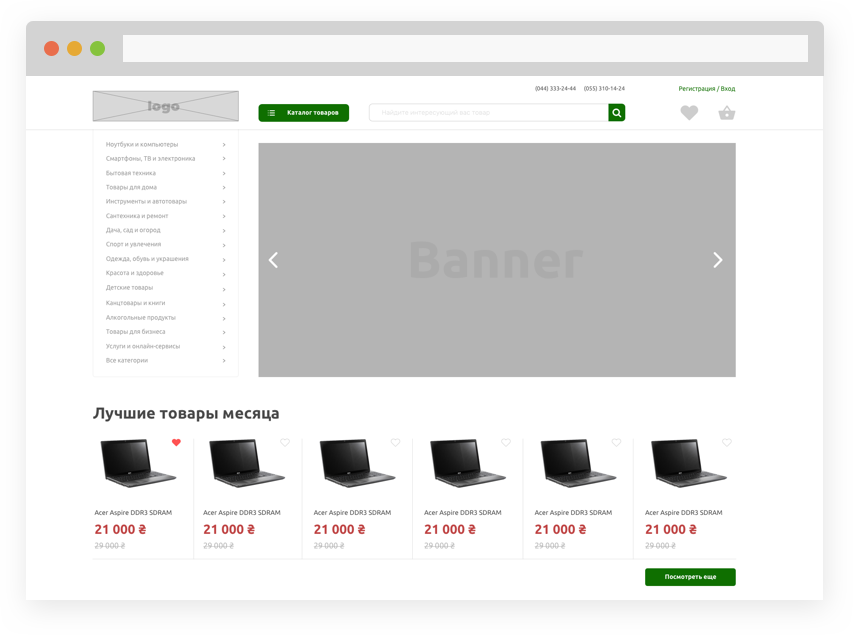 (044) 333-24-44 (055) 310-14-24
Регистрация / Вход
logo
Каталог товаров
Найдите интересующий вас товар
Ноутбуки и компьютеры >
Смартфоны, ТВ и электроника >
Бытовая техника >
Товары для дома >
Инструменты и автотовары >
Сантехника и ремонт >
Дача, сад и огород >
Спорт и увлечения >
Одежда, обувь и украшения >
Красота и здоровье >
Детские товары >
Канцтовары и книги >
Алкогольные продукты >
Товары для бизнеса >
Услуги и онлайн-сервисы >
Все категории >
Banner
Лучшие товары месяца
Acer Aspire DDR3 SDRAM
21 000 ₴
29 000 ₴
Acer Aspire DDR3 SDRAM
21 000 ₴
29 000 ₴
Acer Aspire DDR3 SDRAM
21 000 ₴
29 000 ₴
Acer Aspire DDR3 SDRAM
21 000 ₴
29 000 ₴
Acer Aspire DDR3 SDRAM
21 000 ₴
29 000 ₴
Acer Aspire DDR3 SDRAM
21 000 ₴
29 000 ₴
Посмотреть еще